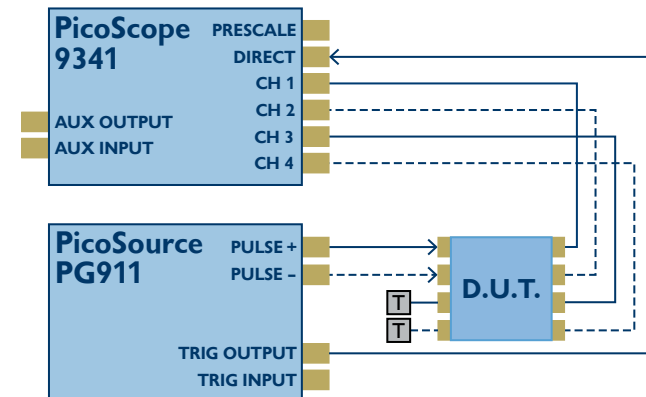 PicoScope
9341
PRESCALE
DIRECT
CH 1
CH 2
CH 3
CH 4
AUX OUTPUT
AUX INPUT
PicoSource
PG911
PULSE +
PULSE –
TRIG OUTPUT
TRIG INPUT
D.U.T.
T
T